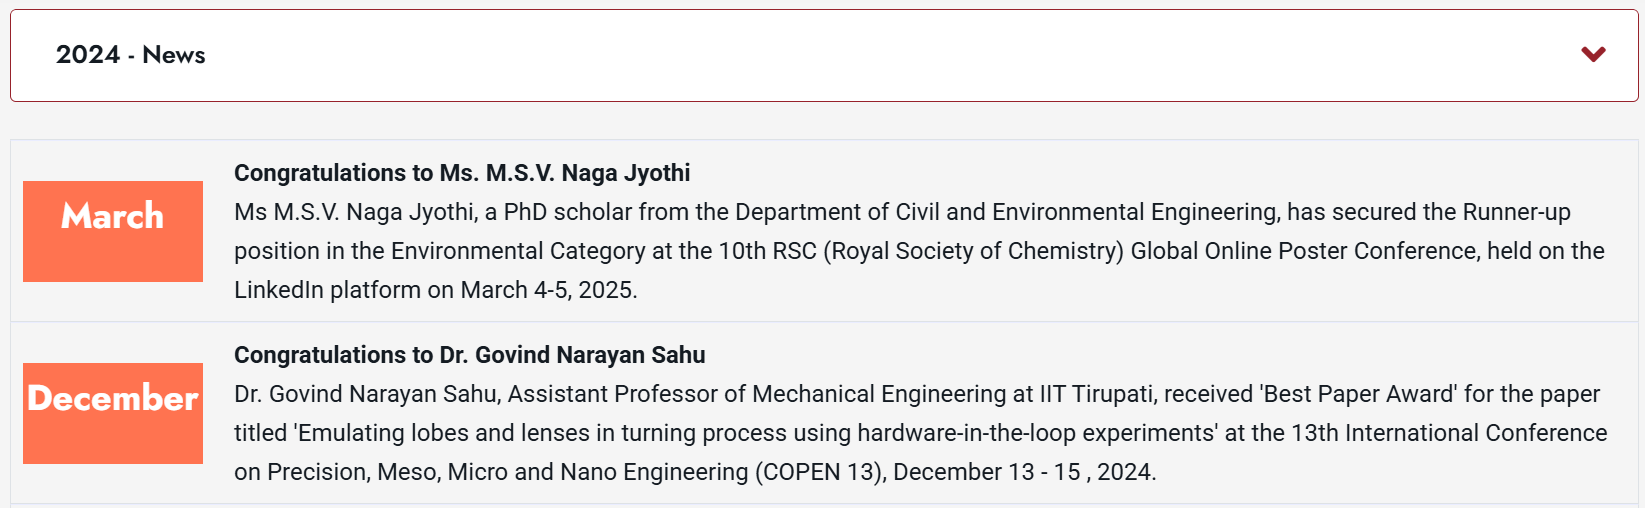 2024 - News
March
Congratulations to Ms. M.S.V. Naga Jyothi
Ms M.S.V. Naga Jyothi, a PhD scholar from the Department of Civil and Environmental Engineering, has secured the Runner-up
position in the Environmental Category at the 10th RSC (Royal Society of Chemistry) Global Online Poster Conference, held on the
LinkedIn platform on March 4-5, 2025.
December
Congratulations to Dr. Govind Narayan Sahu
Dr. Govind Narayan Sahu, Assistant Professor of Mechanical Engineering at IIT Tirupati, received 'Best Paper Award' for the paper
titled 'Emulating lobes and lenses in turning process using hardware-in-the-loop experiments' at the 13th International Conference
on Precision, Meso, Micro and Nano Engineering (COPEN 13), December 13 - 15 , 2024.